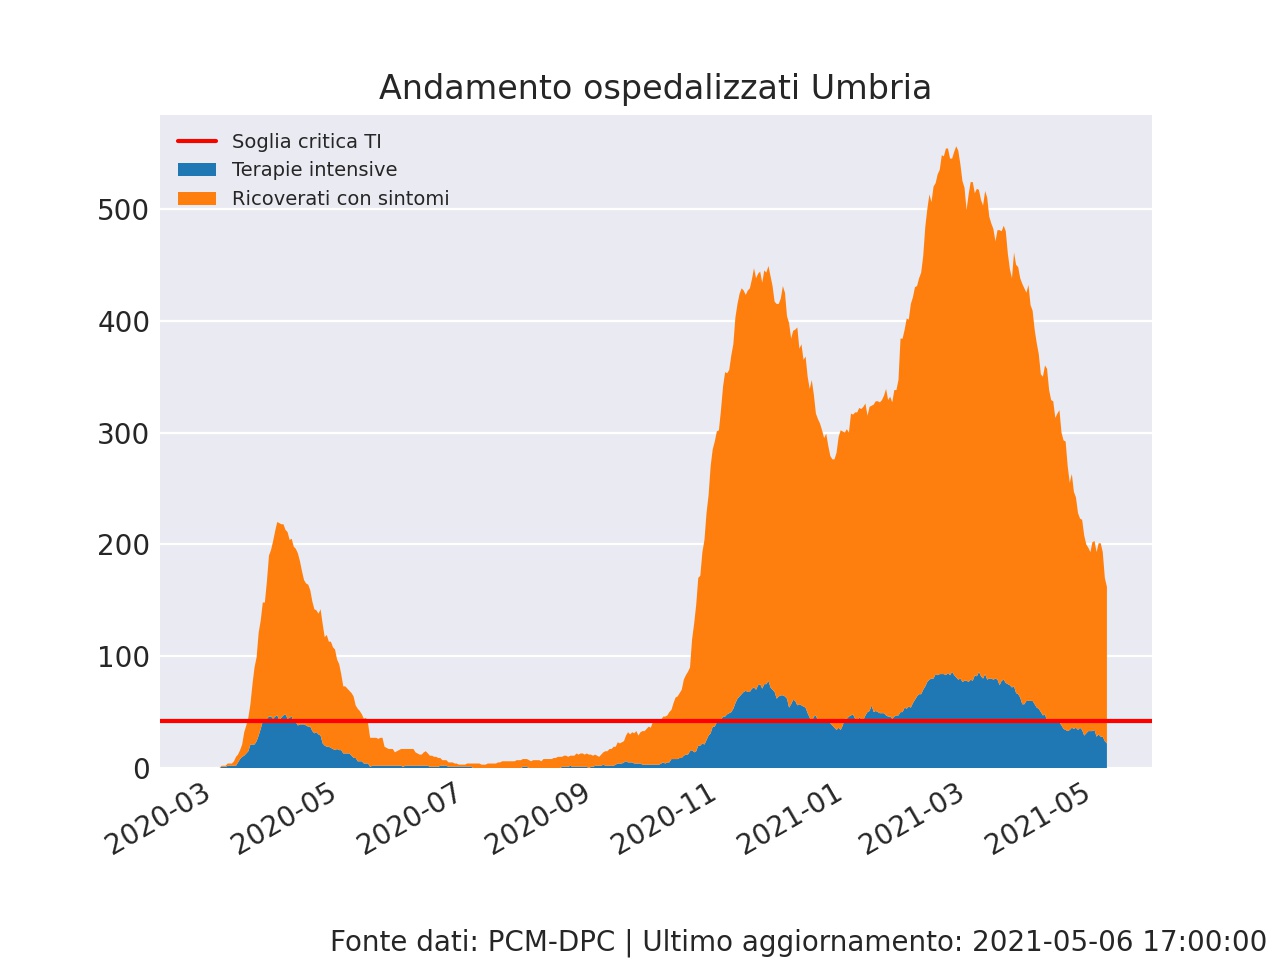 Andamento ospedalizzati Umbria
Soglia critica TI
Terapie intensive
Ricoverati con sintomi
500
400
300
200
100
0
2020-03
2020-05
2020-07
2020-09
2020-11
2021-01
2021-03
2021-05
Fonte dati: PCM-DPC | Ultimo aggiornamento: 2021-05-06 17:00:00